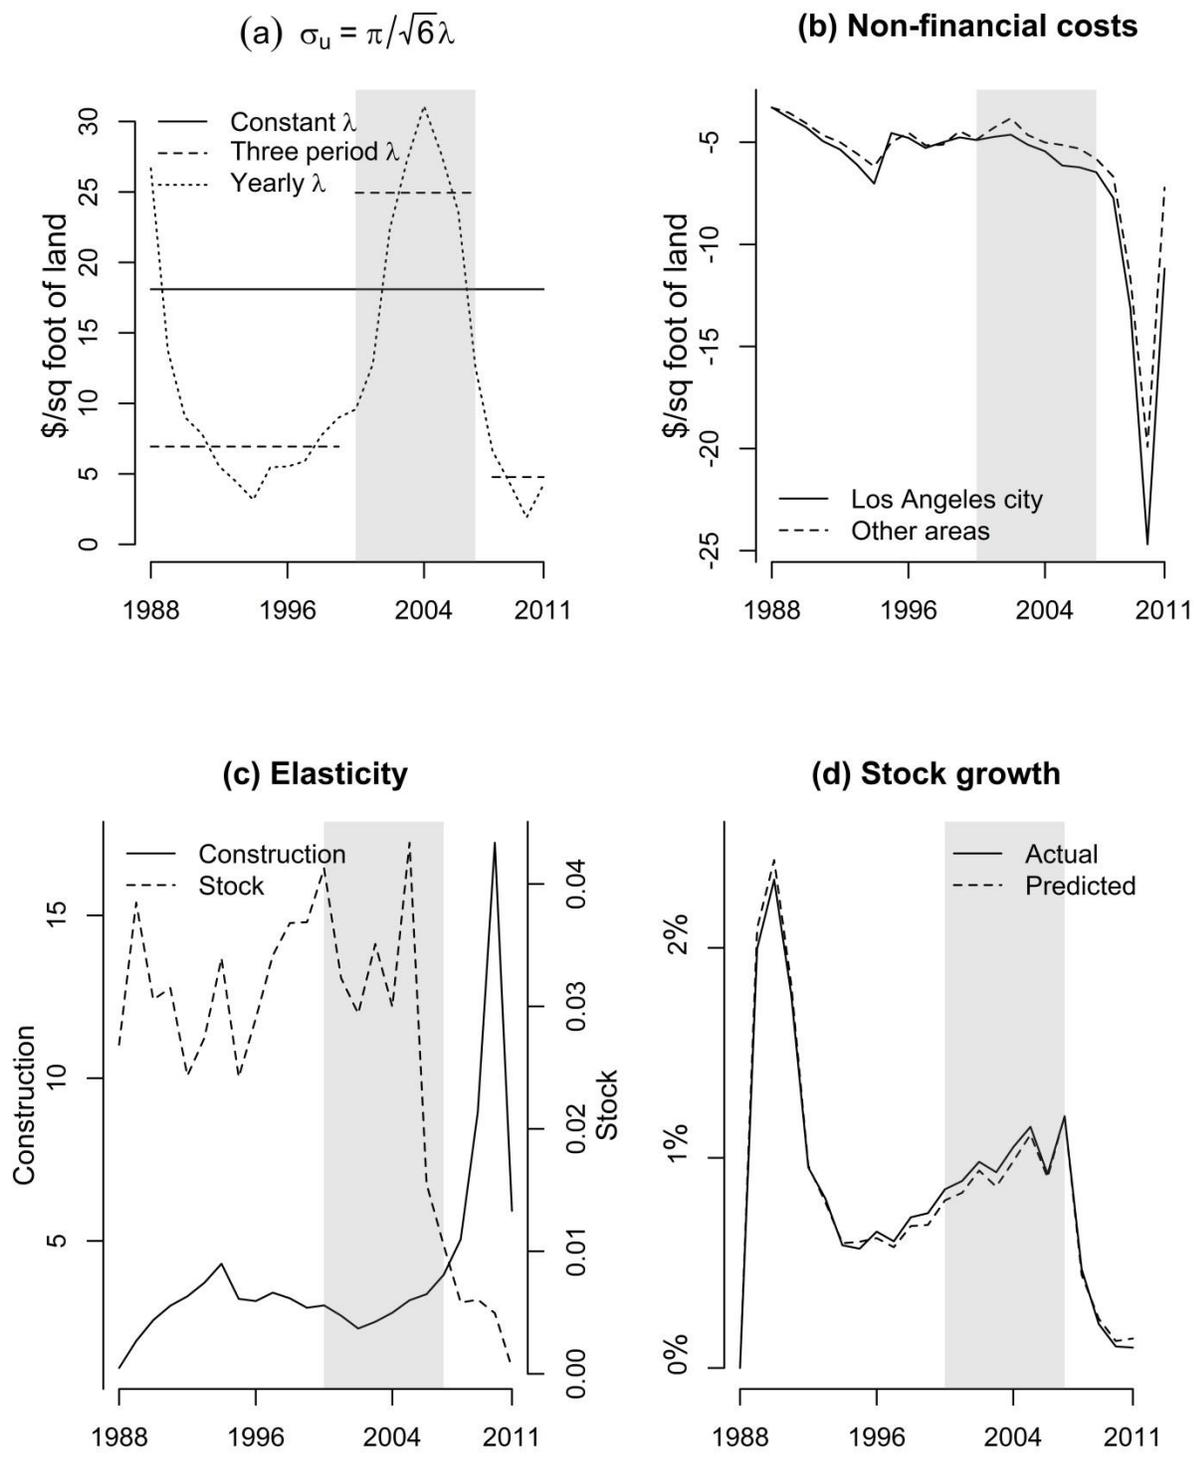 (a) σu = π/√6λ
$/sq foot of land
30
25
20
15
10
5
0
Constant λ
Three period λ
Yearly λ
1988 1996 2004 2011
(b) Non-financial costs
$/sq foot of land
-5
-10
-15
-20
-25
Los Angeles city
Other areas
1988 1996 2004 2011
(c) Elasticity
Construction
15
10
5
Construction
Stock
0.04
0.03
0.02
0.01
0.00
Stock
1988 1996 2004 2011
(d) Stock growth
2%
1%
0%
Actual
Predicted
1988 1996 2004 2011